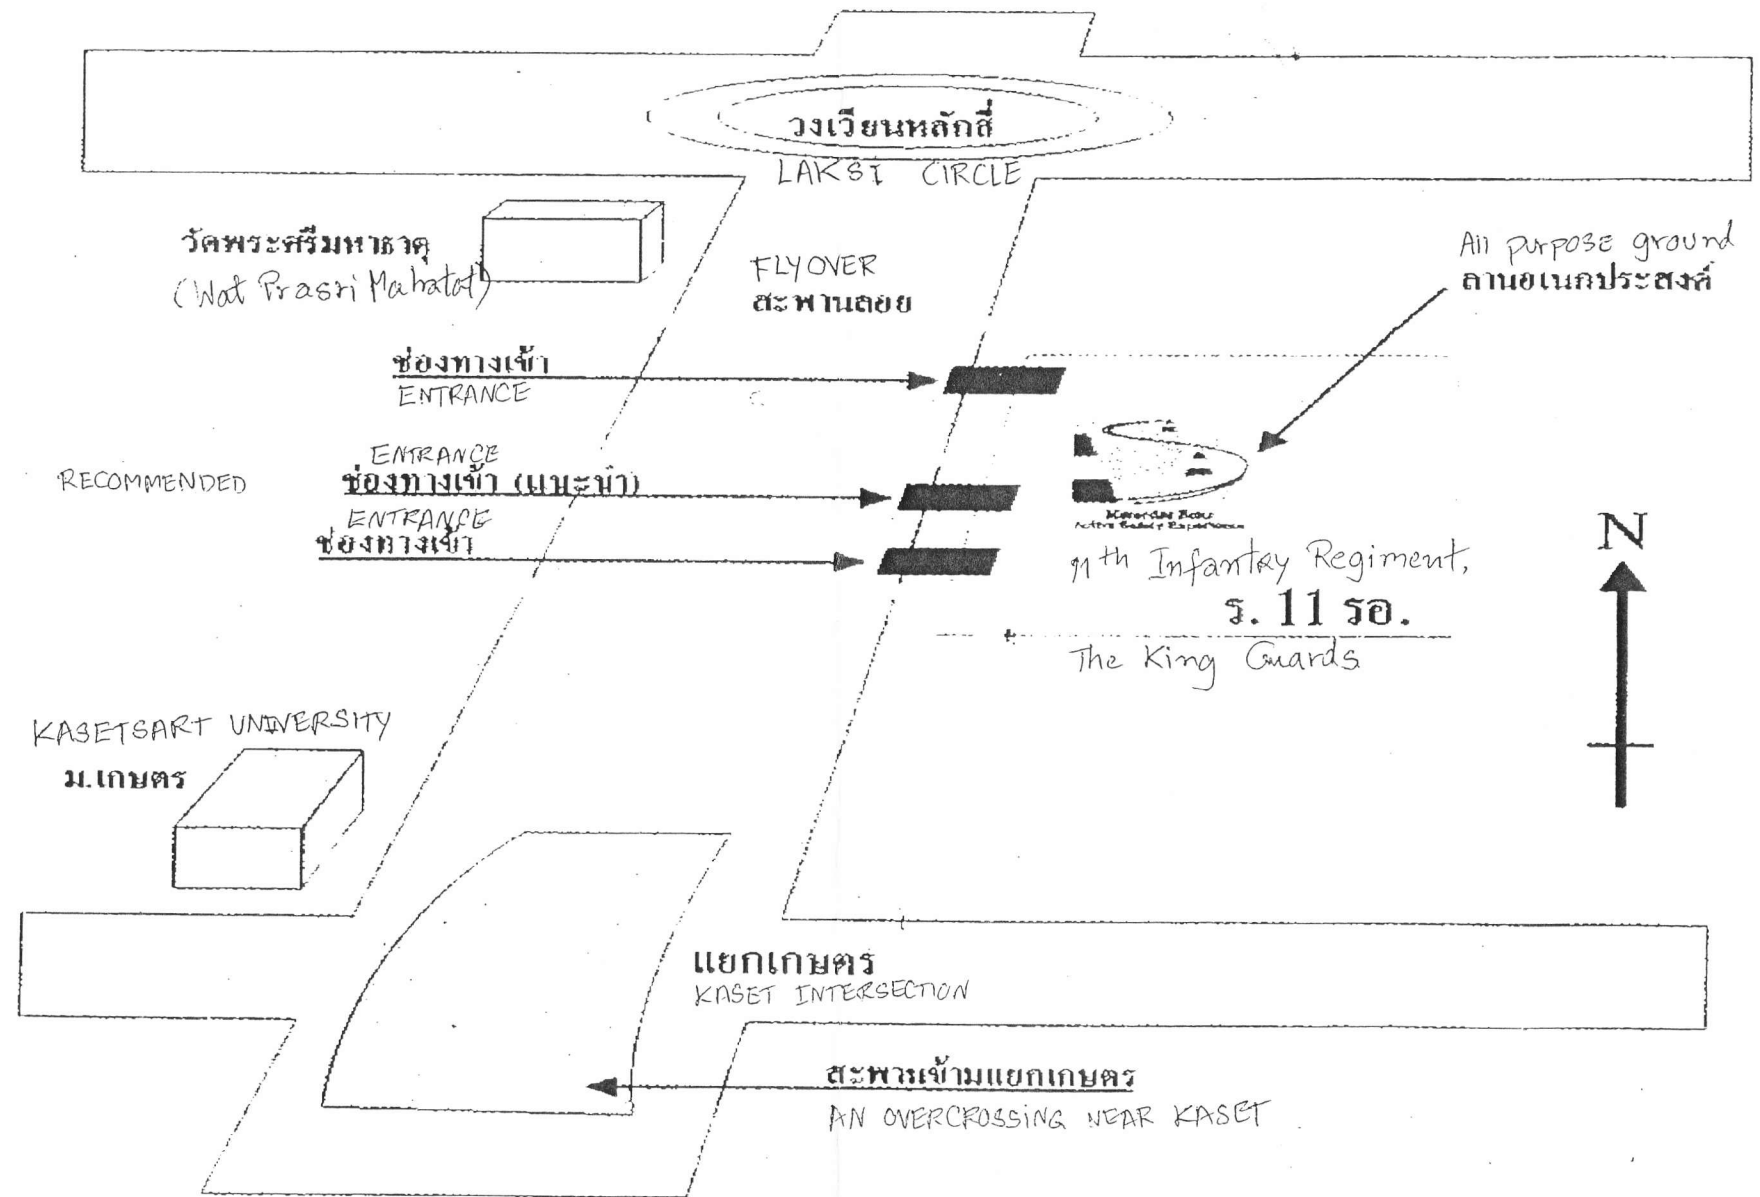 วงเวียนหลักสี่
LAKSI CIRCLE
วัดพระศรีมหาธาตุ
(Wat Prasri Mahatat)
FLYOVER
สะพานลอย
All purpose ground
ลานอเนกประสงค์
ช่องทางเข้า
ENTRANCE
RECOMMENDED
ENTRANCE
ช่องทางเข้า (แนะนำ)
ENTRANCE
ช่องทางเข้า
Mercedes Benz
Active Safety Experience
11th Infantry Regiment,
ร. 11 รอ.
The King Guards
N
KASETSART UNIVERSITY
ม.เกษตร
แยกเกษตร
KASET INTERSECTION
สะพานข้ามแยกเกษตร
AN OVERCROSSING NEAR KASET